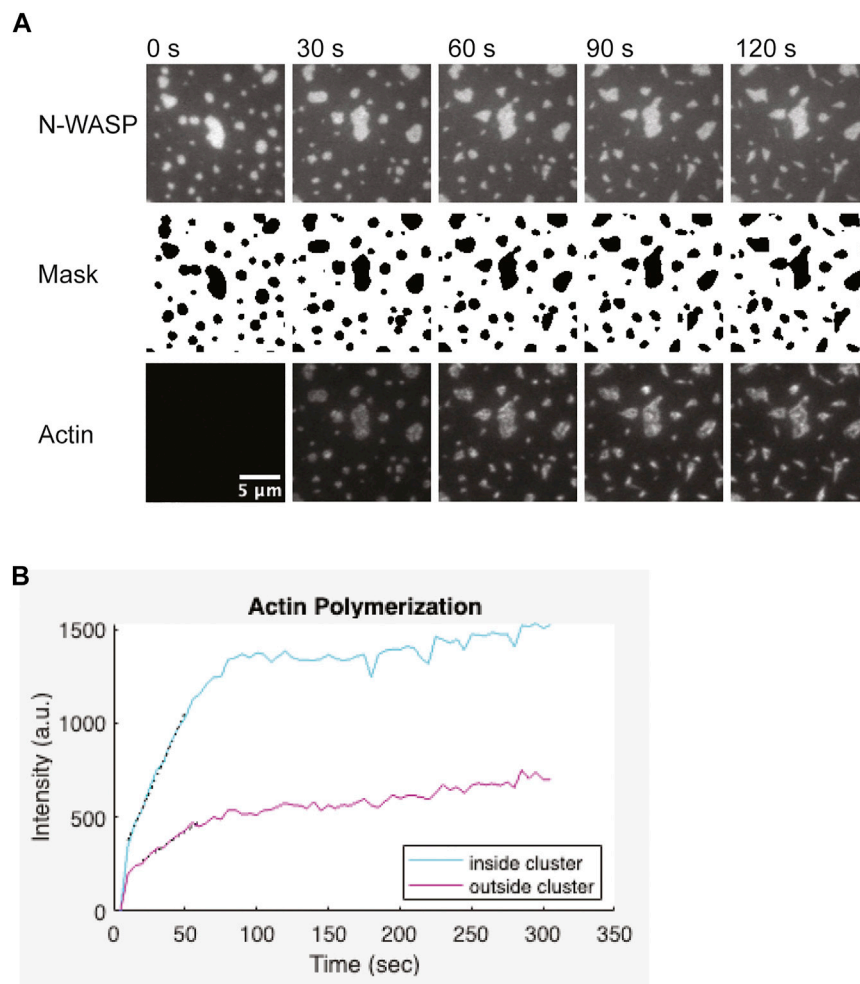 A
0 s 30 s 60 s 90 s 120 s
N-WASP
Mask
Actin
5 μm
B
Actin Polymerization
1500
1000
500
0
Intensity (a.u.)
inside cluster
outside cluster
0 50 100 150 200 250 300 350
Time (sec)